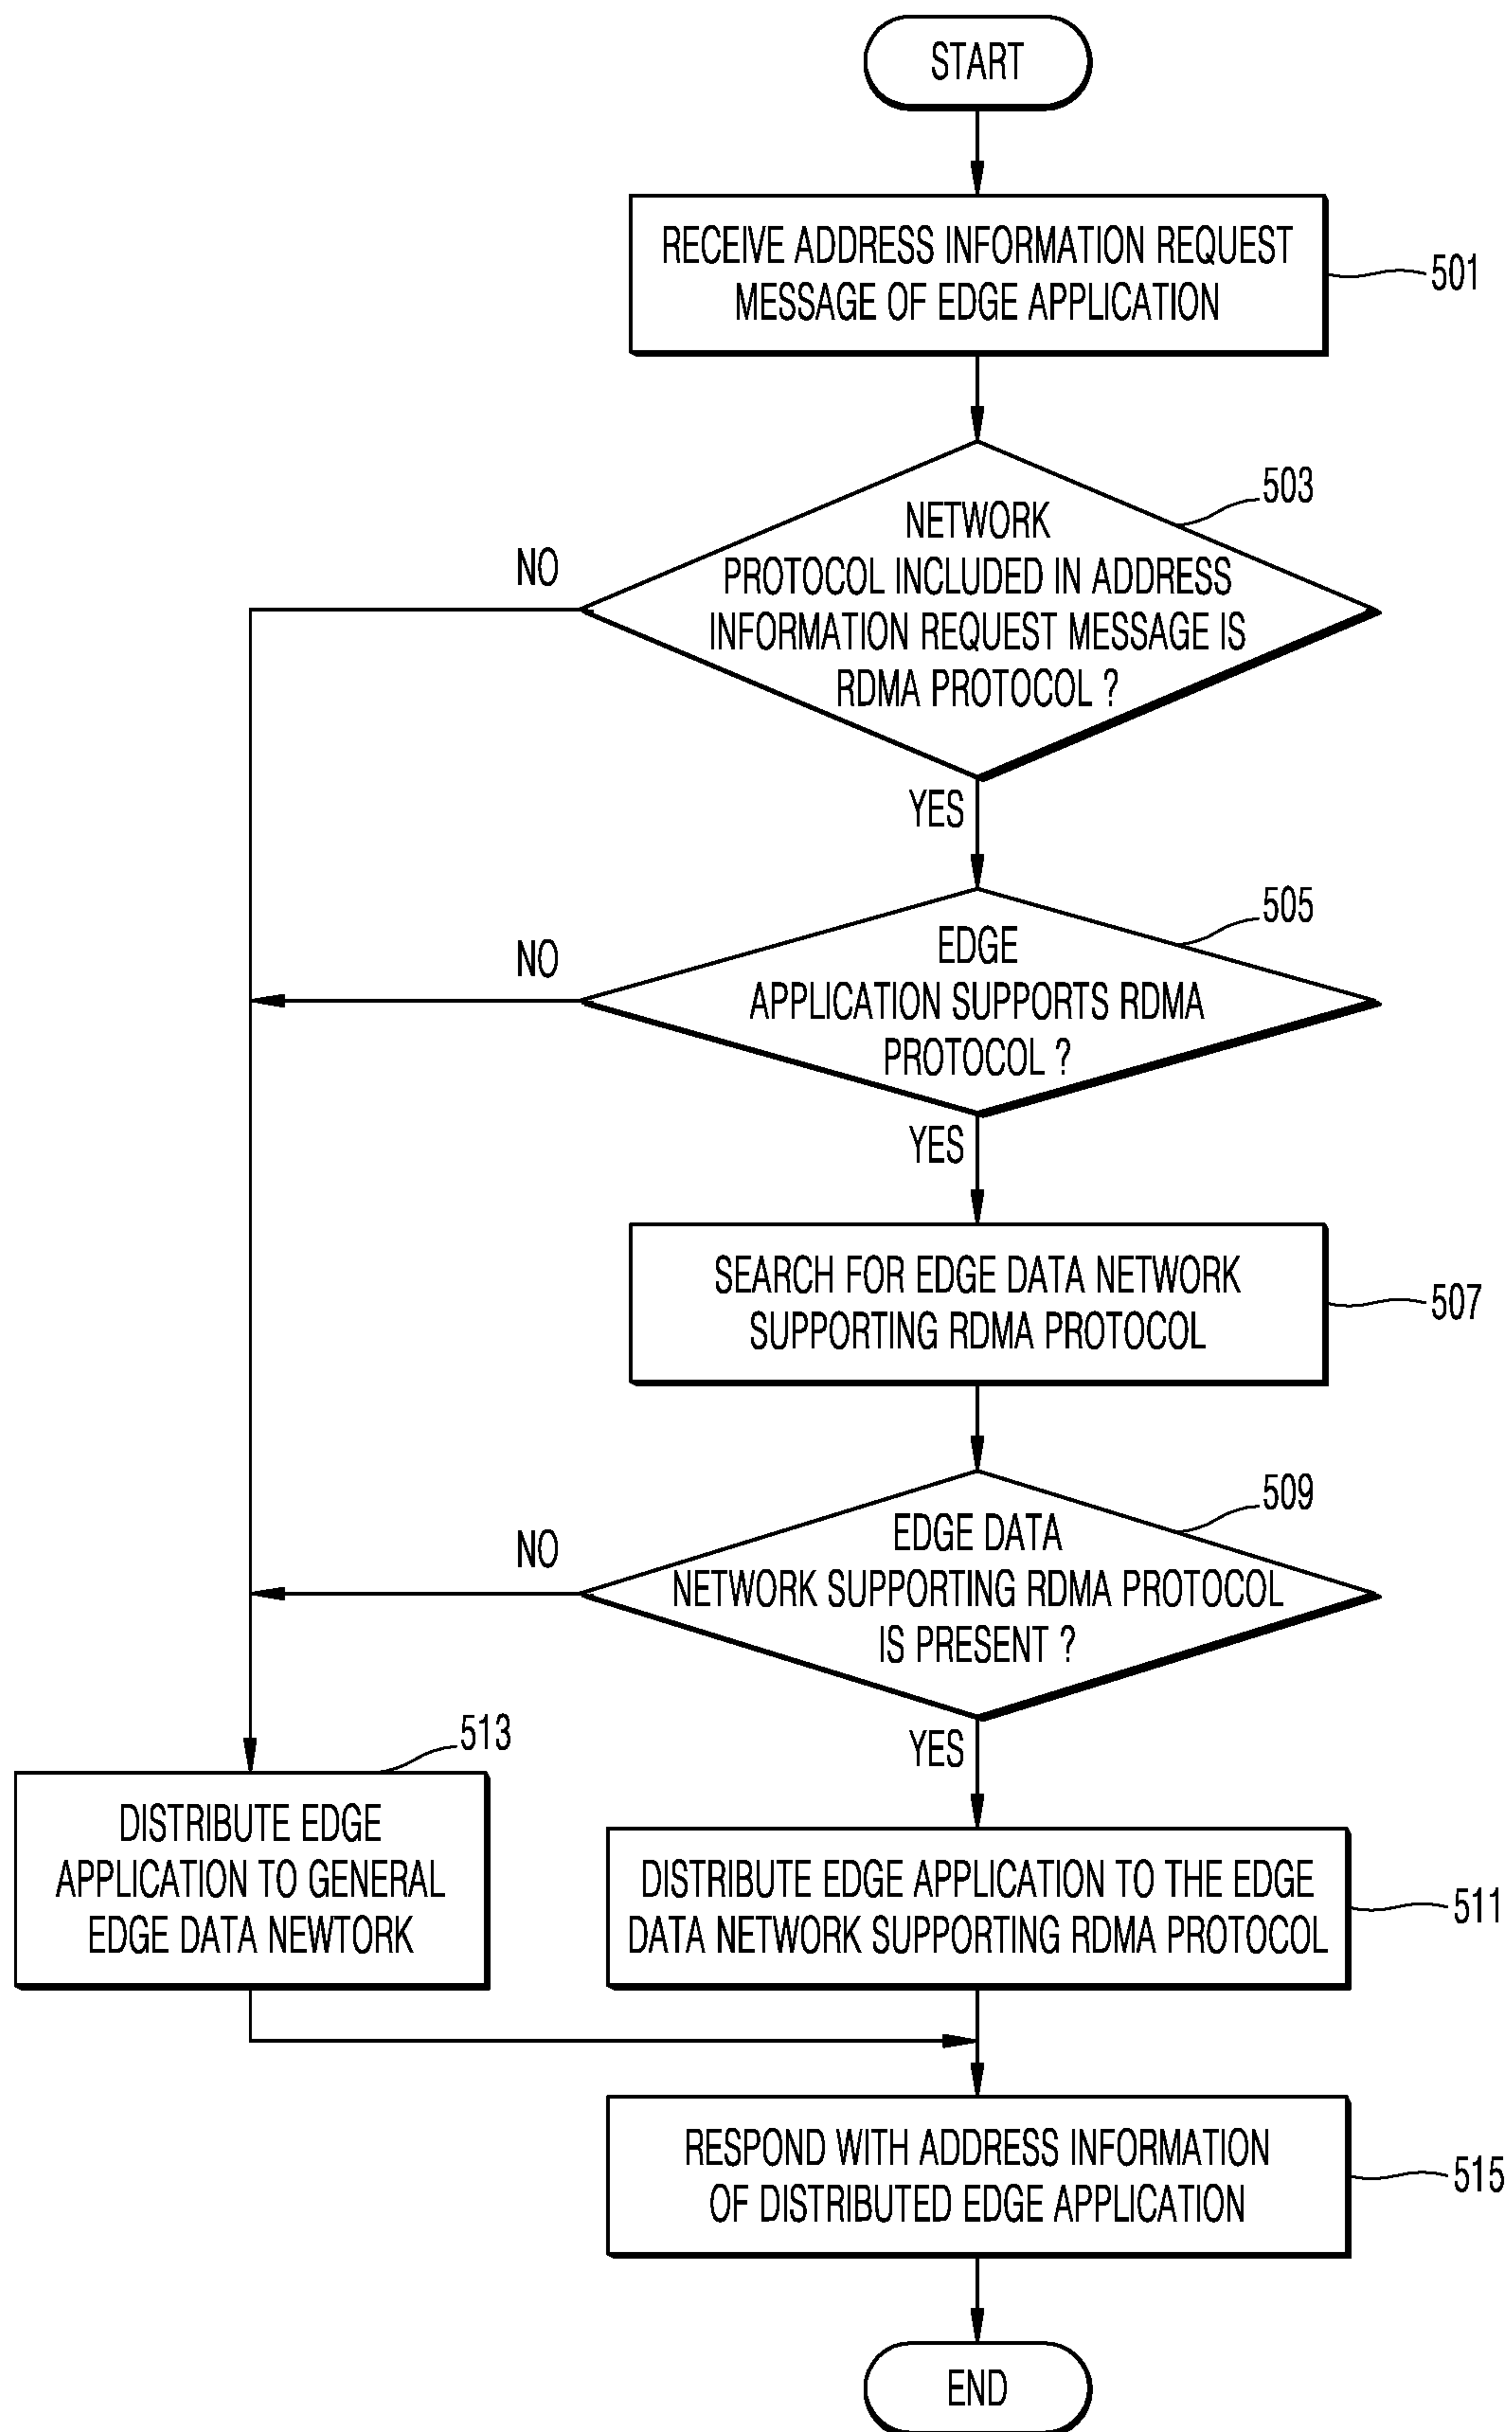 START
RECEIVE ADDRESS INFORMATION REQUEST
MESSAGE OF EDGE APPLICATION
501
503
NETWORK
PROTOCOL INCLUDED IN ADDRESS
INFORMATION REQUEST MESSAGE IS
RDMA PROTOCOL ?
NO
YES
505
EDGE
APPLICATION SUPPORTS RDMA
PROTOCOL ?
NO
YES
SEARCH FOR EDGE DATA NETWORK
SUPPORTING RDMA PROTOCOL
507
509
EDGE DATA
NETWORK SUPPORTING RDMA PROTOCOL
IS PRESENT ?
NO
YES
513
DISTRIBUTE EDGE
APPLICATION TO GENERAL
EDGE DATA NEWTORK
DISTRIBUTE EDGE APPLICATION TO THE EDGE
DATA NETWORK SUPPORTING RDMA PROTOCOL
511
RESPOND WITH ADDRESS INFORMATION
OF DISTRIBUTED EDGE APPLICATION
515
END